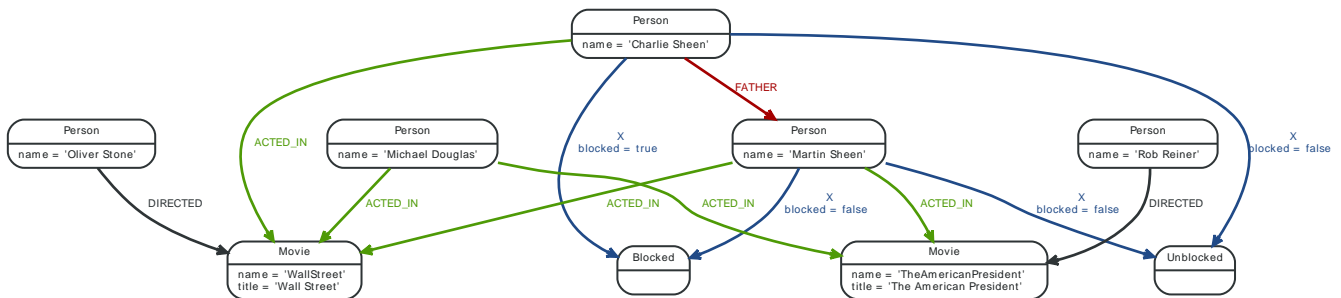 Person
name = 'Charlie Sheen'
FATHER
Person
name = 'Oliver Stone'
ACTED_IN
Person
name = 'Michael Douglas'
X
blocked = true
Person
name = 'Martin Sheen'
Person
name = 'Rob Reiner'
X
blocked = false
DIRECTED
ACTED_IN
ACTED_IN
ACTED_IN
X
blocked = false
ACTED_IN
X
blocked = false
DIRECTED
Movie
name = 'WallStreet'
title = 'Wall Street'
Blocked
Movie
name = 'TheAmericanPresident'
title = 'The American President'
Unblocked